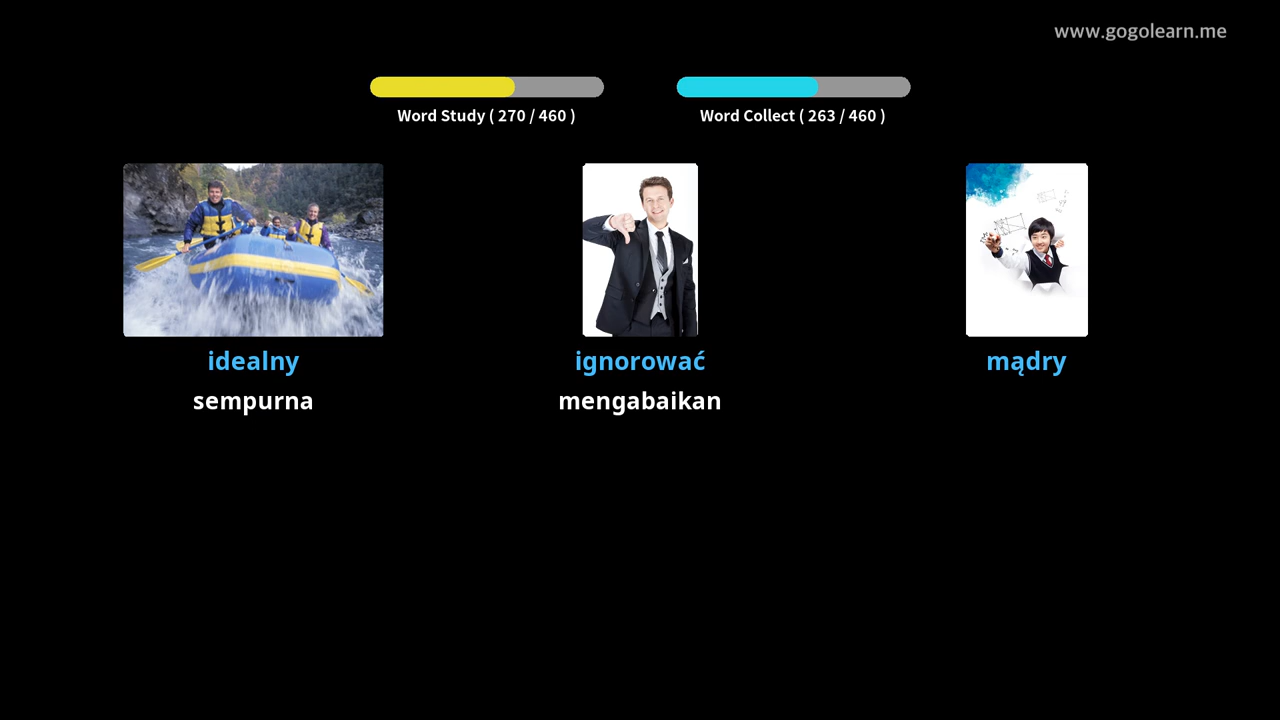 www.gogolearn.me
Word Study ( 270 / 460 )
Word Collect ( 263 / 460 )
idealny
ignorować
mądry
sempurna
mengabaikan